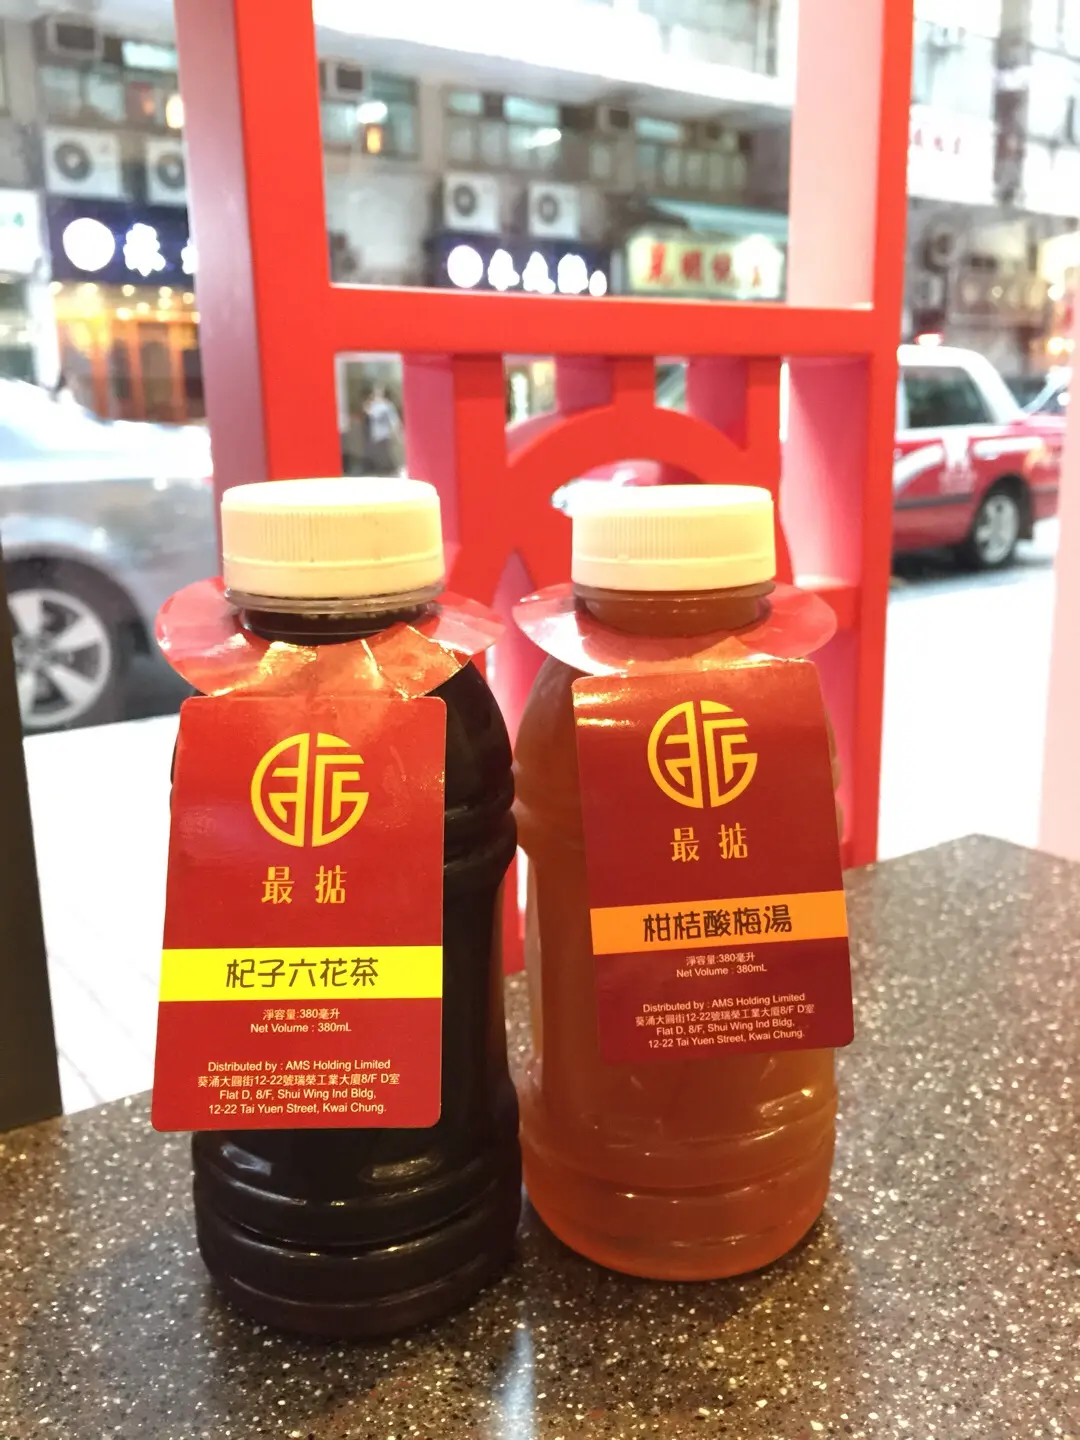 最掂
杞子六花茶
淨容量:380毫升
Net Volume : 380mL
Distributed by : AMS Holding Limited
葵涌大圓街12-22號瑞榮工業大廈8/F D室
Flat D, 8/F, Shui Wing Ind Bldg,
12-22 Tai Yuen Street, Kwai Chung.
最掂
柑桔酸梅湯
淨容量:380毫升
Net Volume : 380mL
Distributed by : AMS Holding Limited
葵涌大圓街12-22號瑞榮工業大廈8/F D室
Flat D, 8/F, Shui Wing Ind Bldg,
12-22 Tai Yuen Street, Kwai Chung.